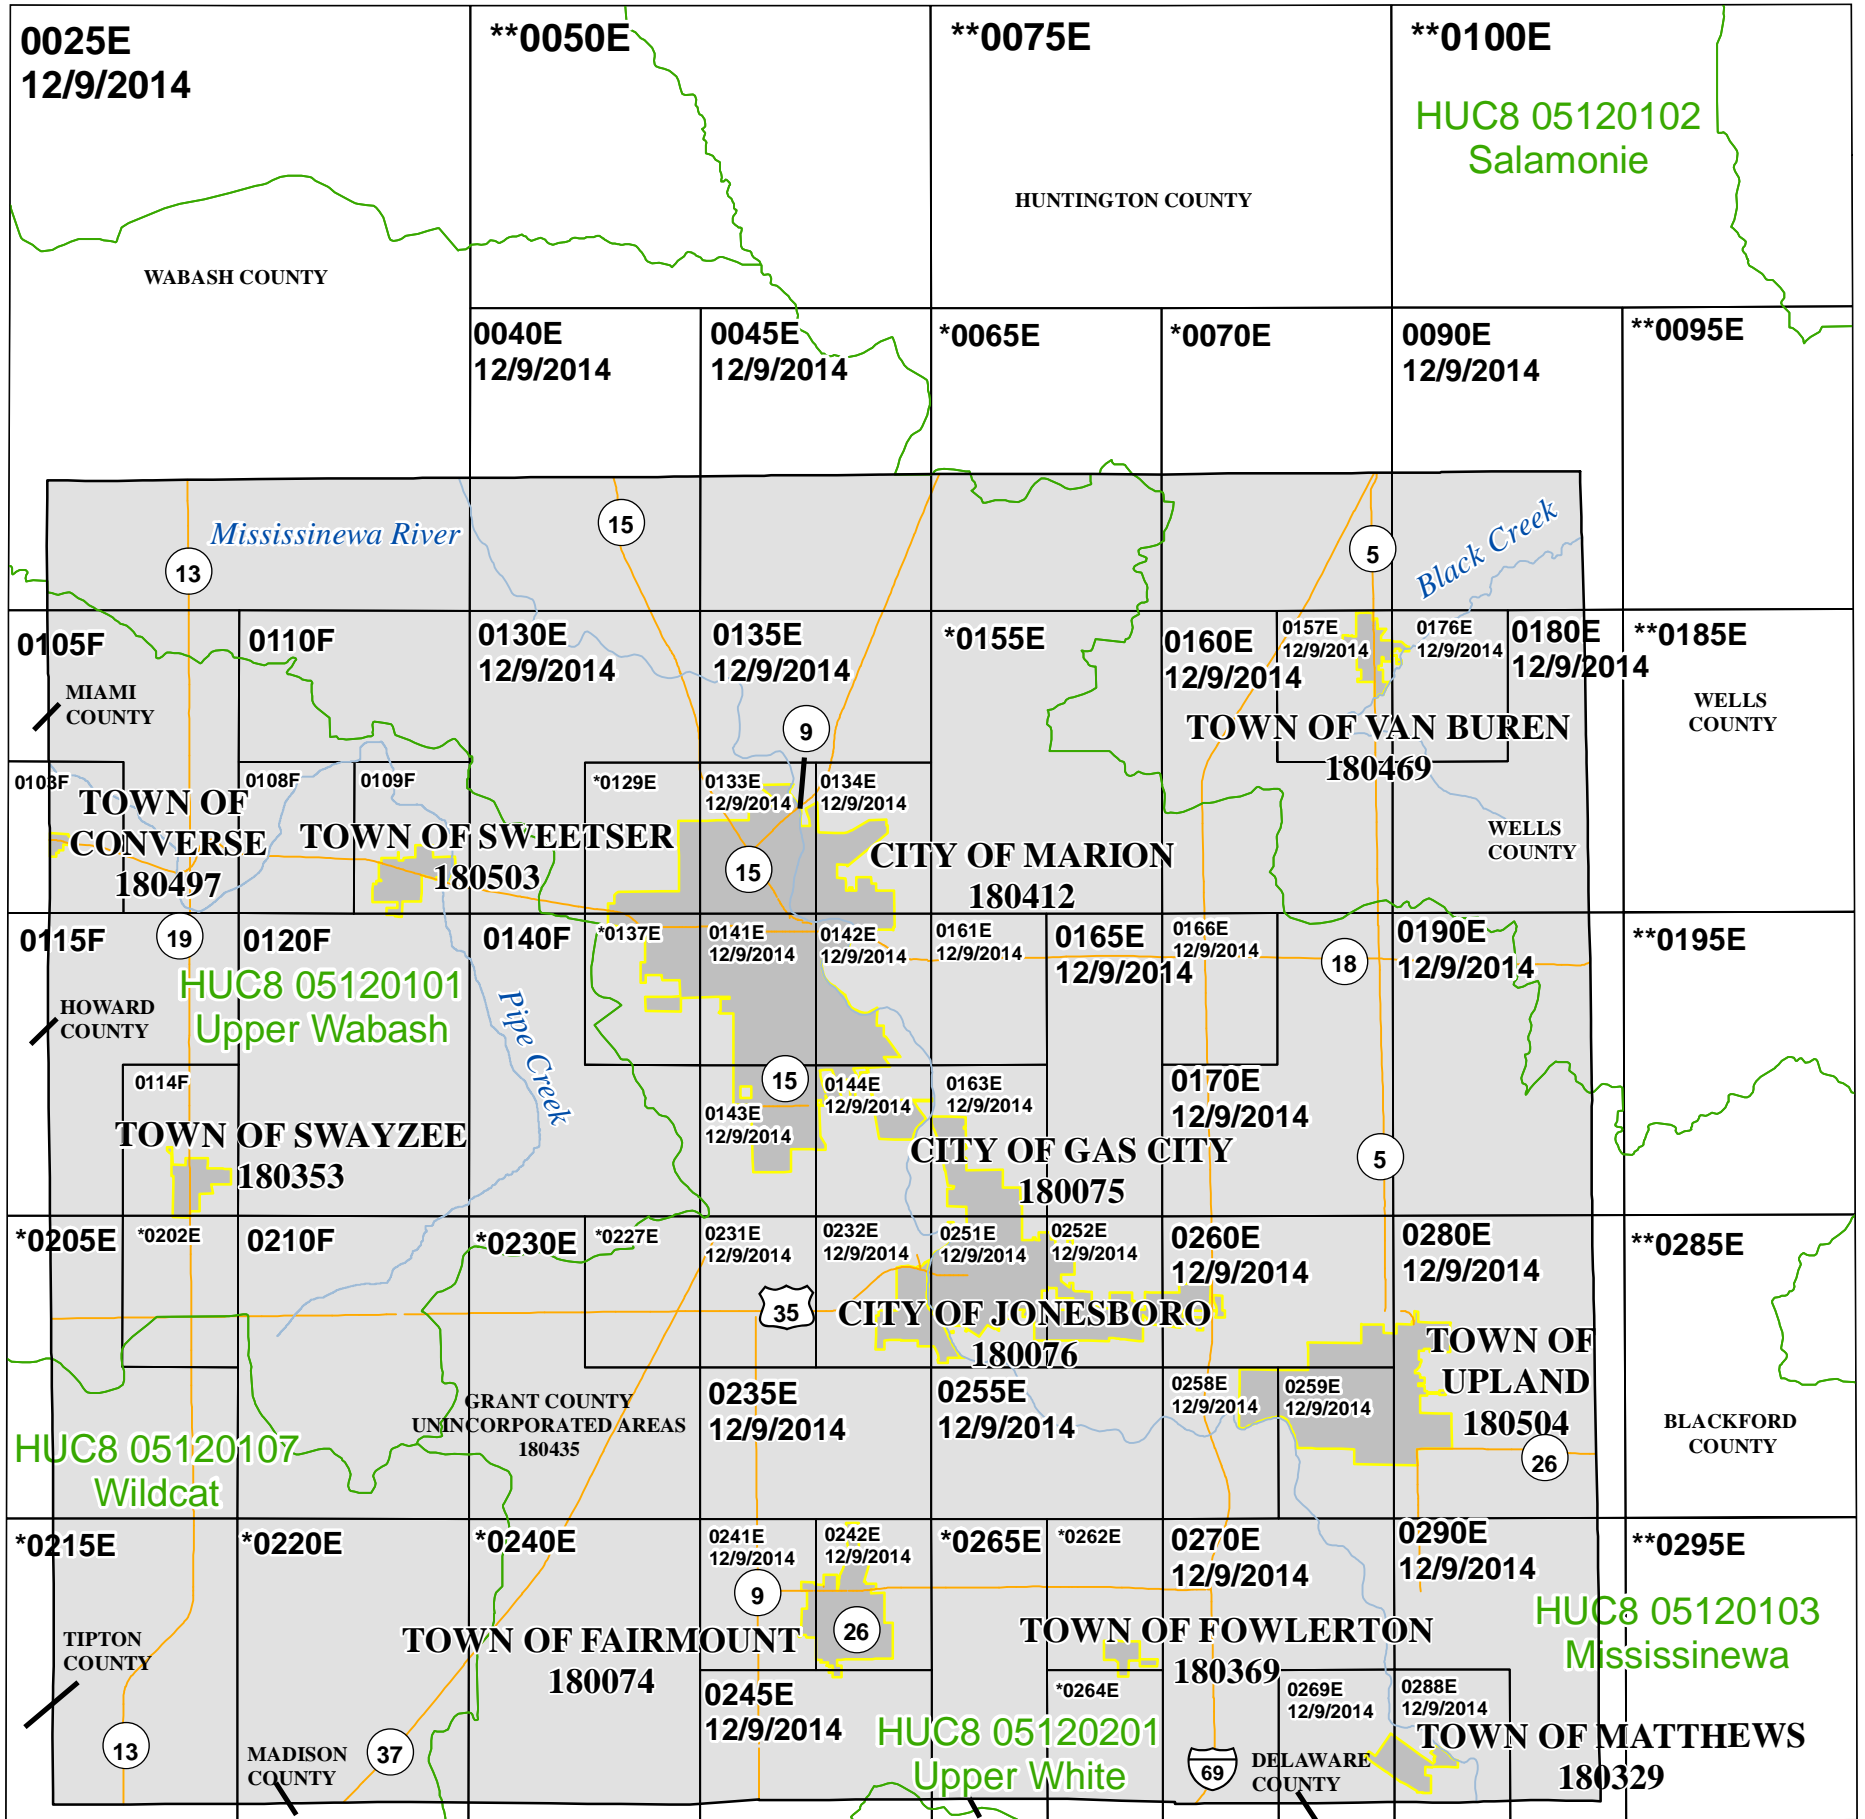 0025E
12/9/2014
**0050E
**0075E
**0100E
HUC8 05120102
Salamonie
HUNTINGTON COUNTY
WABASH COUNTY
0040E
12/9/2014
0045E
12/9/2014
*0065E
*0070E
0090E
12/9/2014
**0095E
Mississinewa River
15
13
5
Black Creek
0105F
0110F
0130E
12/9/2014
0135E
12/9/2014
*0155E
0160E
12/9/2014
0157E
12/9/2014
0176E
12/9/2014
0180E
12/9/2014
**0185E
MIAMI
COUNTY
WELLS
COUNTY
9
TOWN OF VAN BUREN
180469
0103F
0108F
0109F
*0129E
0133E
12/9/2014
0134E
12/9/2014
TOWN OF
CONVERSE
180497
TOWN OF SWEETSER
180503
15
CITY OF MARION
180412
WELLS
COUNTY
0115F
19
0120F
0140F
*0137E
0141E
12/9/2014
0142E
12/9/2014
0161E
12/9/2014
0165E
12/9/2014
0166E
12/9/2014
18
0190E
12/9/2014
**0195E
HUC8 05120101
Upper Wabash
HOWARD
COUNTY
Pipe Creek
0114F
15
0143E
12/9/2014
0144E
12/9/2014
0163E
12/9/2014
0170E
12/9/2014
TOWN OF SWAYZEE
180353
CITY OF GAS CITY
180075
5
*0205E
*0202E
0210F
*0230E
*0227E
0231E
12/9/2014
0232E
12/9/2014
0251E
12/9/2014
0252E
12/9/2014
0260E
12/9/2014
0280E
12/9/2014
**0285E
35
CITY OF JONESBORO
180076
TOWN OF
UPLAND
180504
GRANT COUNTY
UNINCORPORATED AREAS
180435
0235E
12/9/2014
0255E
12/9/2014
0258E
12/9/2014
0259E
12/9/2014
BLACKFORD
COUNTY
26
HUC8 05120107
Wildcat
*0215E
*0220E
*0240E
0241E
12/9/2014
0242E
12/9/2014
*0265E
*0262E
0270E
12/9/2014
0290E
12/9/2014
**0295E
9
26
HUC8 05120103
Mississinewa
TIPTON
COUNTY
TOWN OF FAIRMOUNT
180074
TOWN OF FOWLERTON
180369
0245E
12/9/2014
*0264E
0269E
12/9/2014
0288E
12/9/2014
13
MADISON
COUNTY
37
HUC8 05120201
Upper White
69
DELAWARE
COUNTY
TOWN OF MATTHEWS
180329